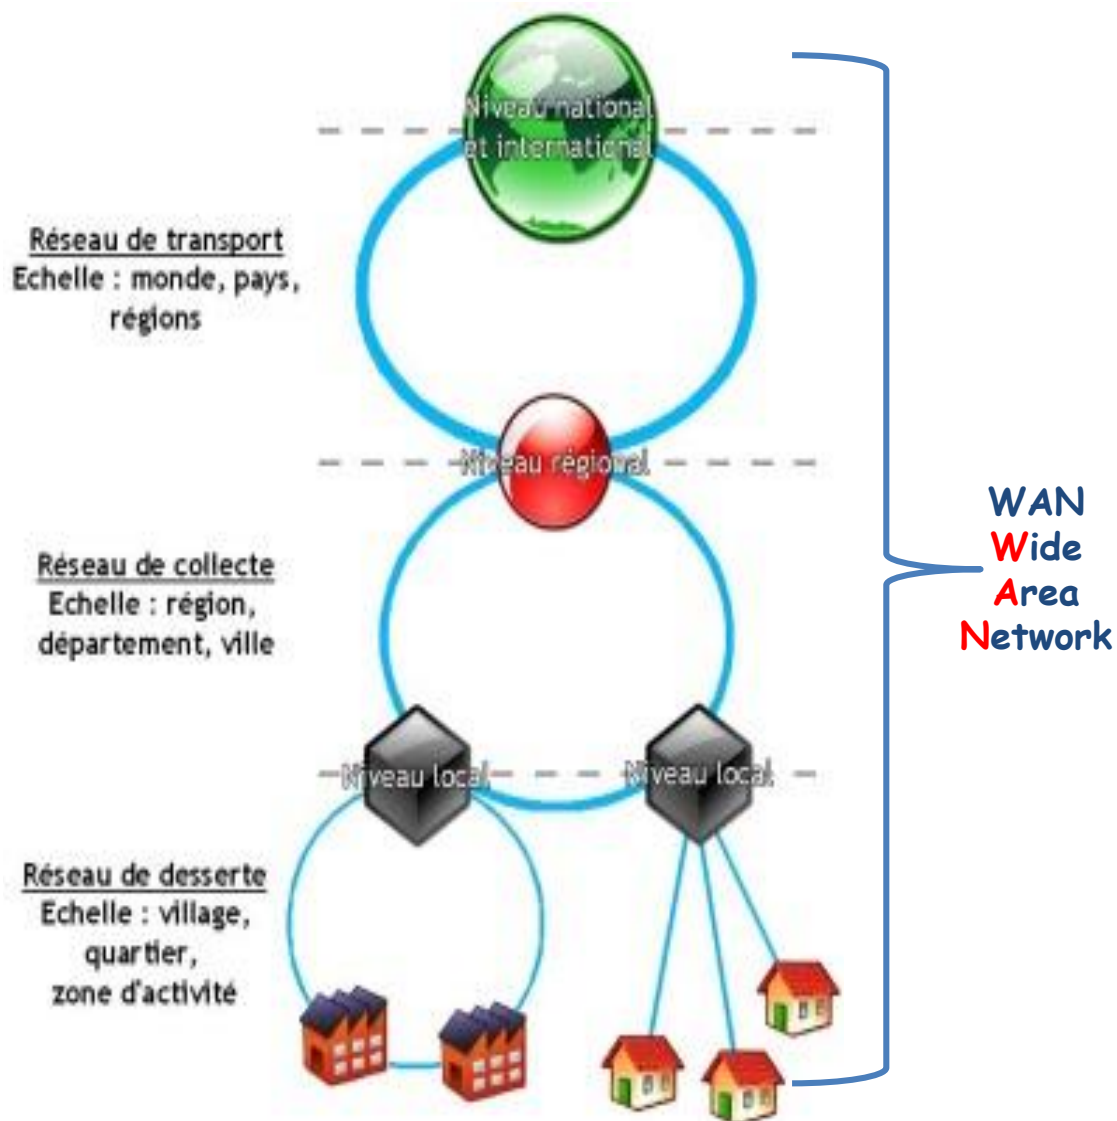 Niveau national
et international
Réseau de transport
Echelle : monde, pays,
régions
Niveau régional
WAN
Wide
Area
Network
Réseau de collecte
Echelle : région,
département, ville
Niveau local
Niveau local
Réseau de desserte
Echelle : village,
quartier,
zone d'activité